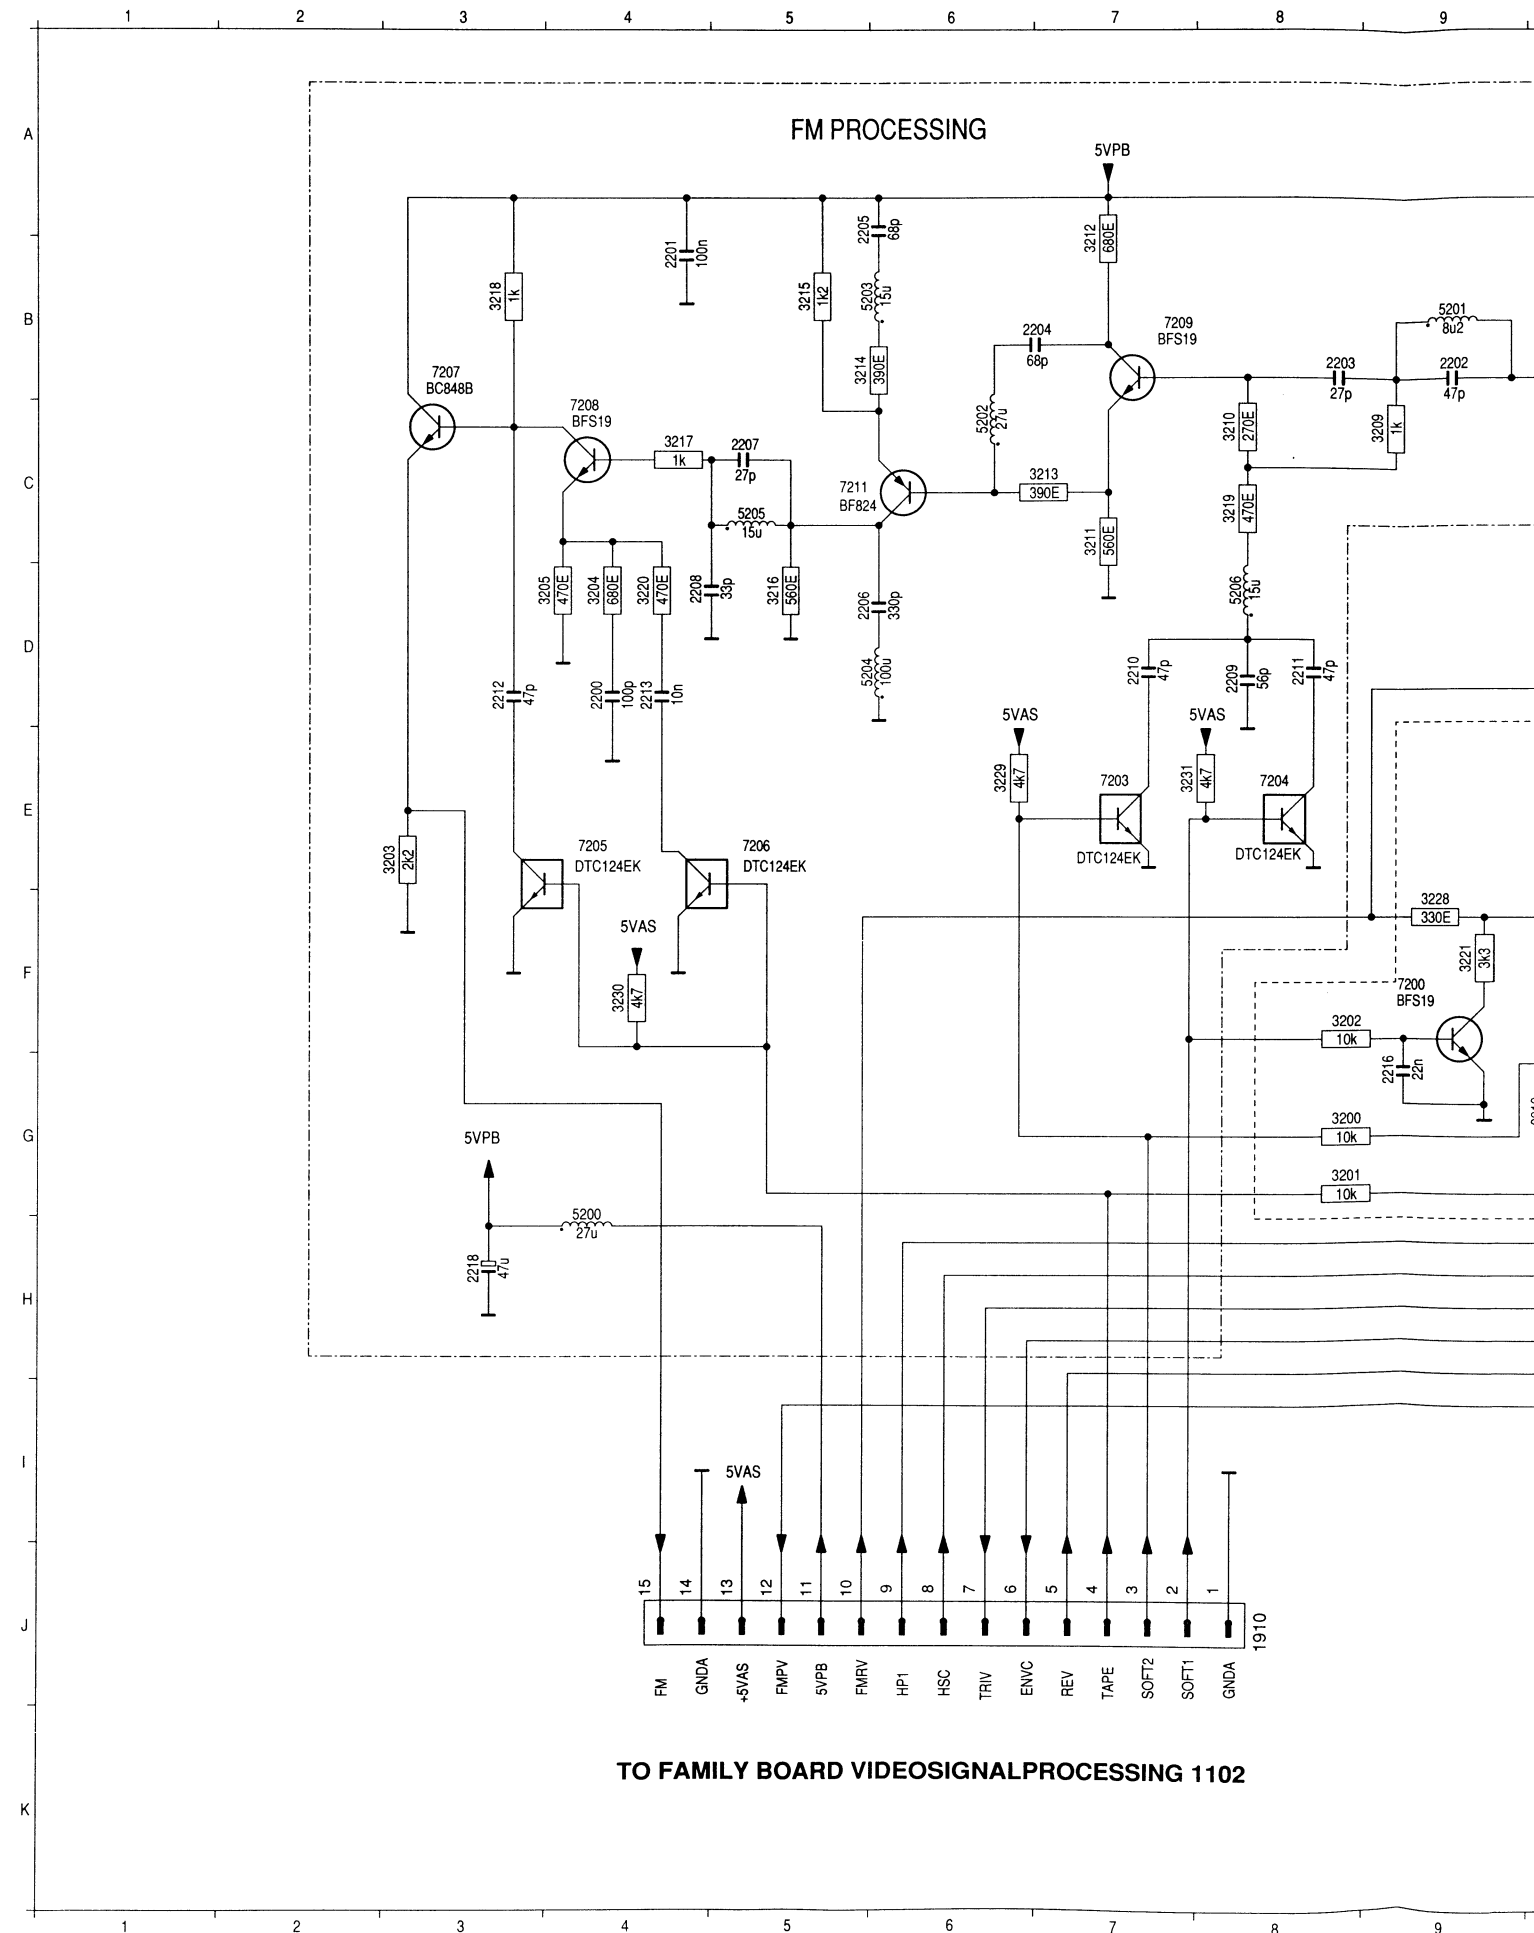 1 2 3 4 5 6 7 8 9
A
FM PROCESSING
5VPB
2205 68p
3212 680E
2201 100n
3218 1k
3215 1k2
5203 15u
B
5201
8u2
7209
BFS19
2204
68p
3214 390E
2203
27p
2202
47p
7207
BC848B
7208
BFS19
5202 27u
3210 270E
3209 1k
3217
1k
2207
27p
C
7211
BF824
3213
390E
3219 470E
5205
15u
3211 560E
3205 470E
3204 680E
3220 470E
2208 33p
3216 560E
2206 330p
5206 15u
D
5204 100u
2210 47p
2209 56p
2211 47p
2212 47p
2200 100p
2213 10n
5VAS
5VAS
3229 4k7
7203
3231 4k7
7204
E
3203 2k2
7205
DTC124EK
7206
DTC124EK
DTC124EK
DTC124EK
3228
330E
5VAS
3221 3k3
F
3230 4k7
7200
BFS19
3202
10k
2216 22n
3200
10k
G
5VPB
3201
10k
5200
27u
2218 47u
H
I
5VAS
15 14 13 12 11 10 9 8 7 6 5 4 3 2 1
J
1910
FM GNDA +5VAS FMPV 5VPB FMRV HP1 HSC TRIV ENVC REV TAPE SOFT2 SOFT1 GNDA
TO FAMILY BOARD VIDEOSIGNALPROCESSING 1102
K
1 2 3 4 5 6 7 8 9